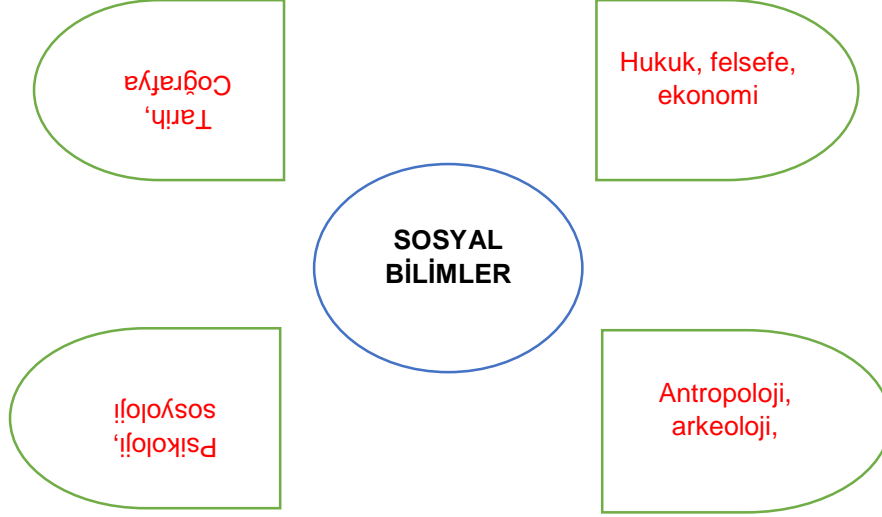 Tarih,
Coğrafya
Hukuk, felsefe,
ekonomi
SOSYAL
BİLİMLER
Psikoloji,
sosyoloji
Antropoloji,
arkeoloji,